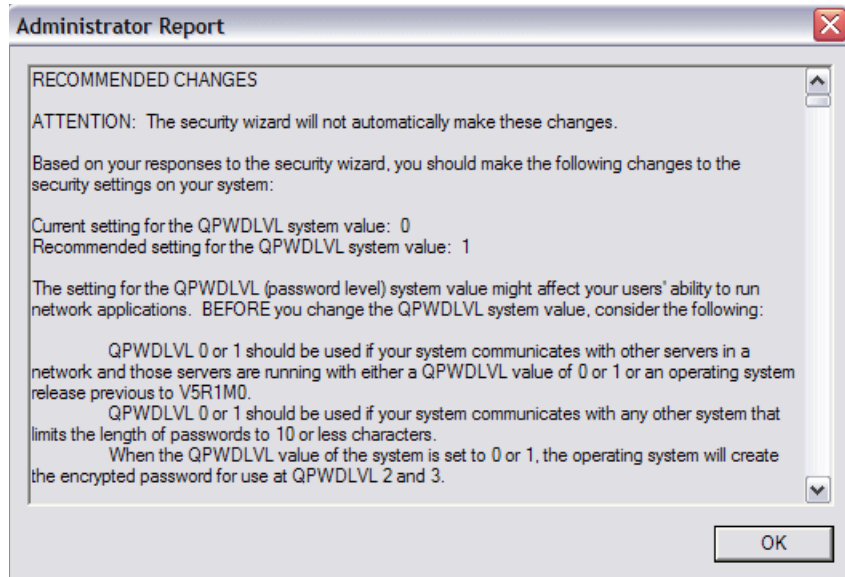 Administrator Report
RECOMMENDED CHANGES
ATTENTION:  The security wizard will not automatically make these changes.
Based on your responses to the security wizard, you should make the following changes to the
security settings on your system:
Current setting for the QPWDLVL system value:  0
Recommended setting for the QPWDLVL system value:  1
The setting for the QPWDLVL (password level) system value might affect your users' ability to run
network applications.  BEFORE you change the QPWDLVL system value, consider the following:
QPWDLVL 0 or 1 should be used if your system communicates with other servers in a
network and those servers are running with either a QPWDLVL value of 0 or 1 or an operating system
release previous to V5R1M0.
QPWDLVL 0 or 1 should be used if your system communicates with any other system that
limits the length of passwords to 10 or less characters.
When the QPWDLVL value of the system is set to 0 or 1, the operating system will create
the encrypted password for use at QPWDLVL 2 and 3.
OK